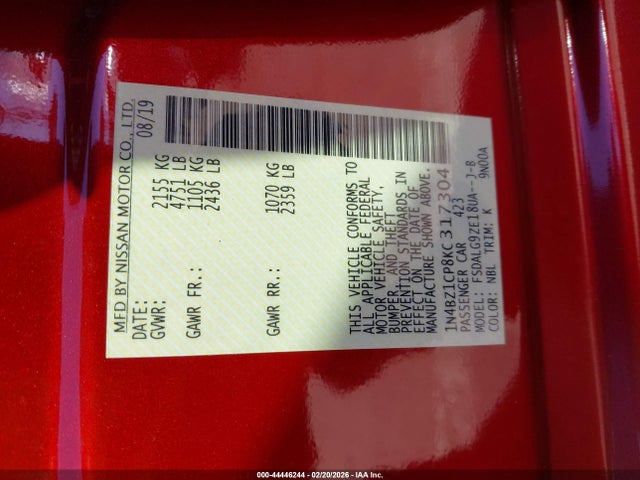 MFD BY NISSAN MOTOR CO., LTD.
DATE: 08/19
GVWR: 2155 KG
4751 LB
GAWR FR.: 1105 KG
2436 LB
GAWR RR.: 1070 KG
2359 LB
THIS VEHICLE CONFORMS TO
ALL APPLICABLE FEDERAL
MOTOR VEHICLE SAFETY,
BUMPER AND THEFT
PREVENTION STANDARDS IN
EFFECT ON THE DATE OF
MANUFACTURE SHOWN ABOVE.
1N4BZ1CP8KC 317304
PASSENGER CAR 423
MODEL: FSDALG9ZE18UA--J-B
COLOR: NBL TRIM: K 9N00A
000-44446244 - 02/20/2026 - IAA Inc.